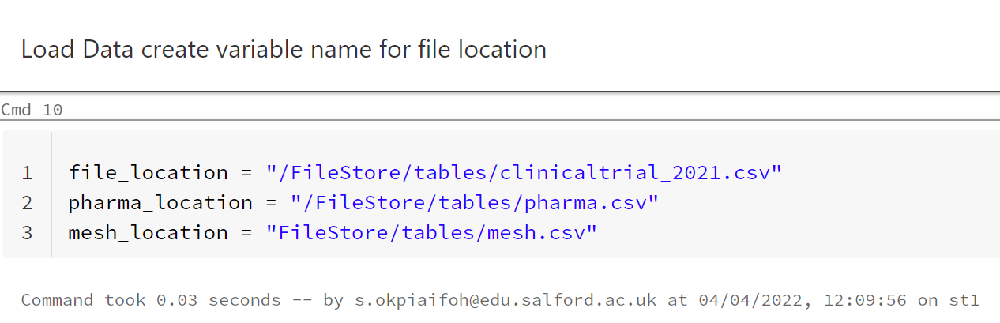 Load Data create variable name for file location
Cmd 10
1 file_location = "/FileStore/tables/clinicaltrial_2021.csv"
2 pharma_location = "/FileStore/tables/pharma.csv"
3 mesh_location = "FileStore/tables/mesh.csv"
Command took 0.03 seconds -- by s.okpiaifoh@edu.salford.ac.uk at 04/04/2022, 12:09:56 on st1